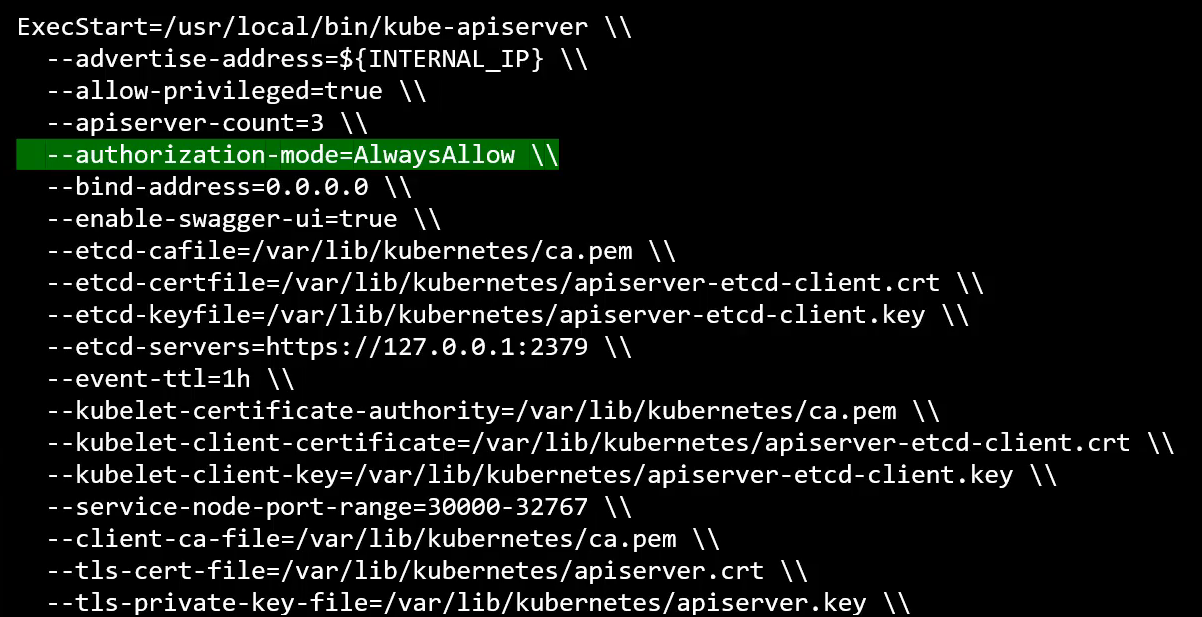 ExecStart=/usr/local/bin/kube-apiserver \\
--advertise-address=${INTERNAL_IP} \\
--allow-privileged=true \\
--apiserver-count=3 \\
--authorization-mode=AlwaysAllow \\
--bind-address=0.0.0.0 \\
--enable-swagger-ui=true \\
--etcd-cafile=/var/lib/kubernetes/ca.pem \\
--etcd-certfile=/var/lib/kubernetes/apiserver-etcd-client.crt \\
--etcd-keyfile=/var/lib/kubernetes/apiserver-etcd-client.key \\
--etcd-servers=https://127.0.0.1:2379 \\
--event-ttl=1h \\
--kubelet-certificate-authority=/var/lib/kubernetes/ca.pem \\
--kubelet-client-certificate=/var/lib/kubernetes/apiserver-etcd-client.crt \\
--kubelet-client-key=/var/lib/kubernetes/apiserver-etcd-client.key \\
--service-node-port-range=30000-32767 \\
--client-ca-file=/var/lib/kubernetes/ca.pem \\
--tls-cert-file=/var/lib/kubernetes/apiserver.crt \\
--tls-private-key-file=/var/lib/kubernetes/apiserver.key \\